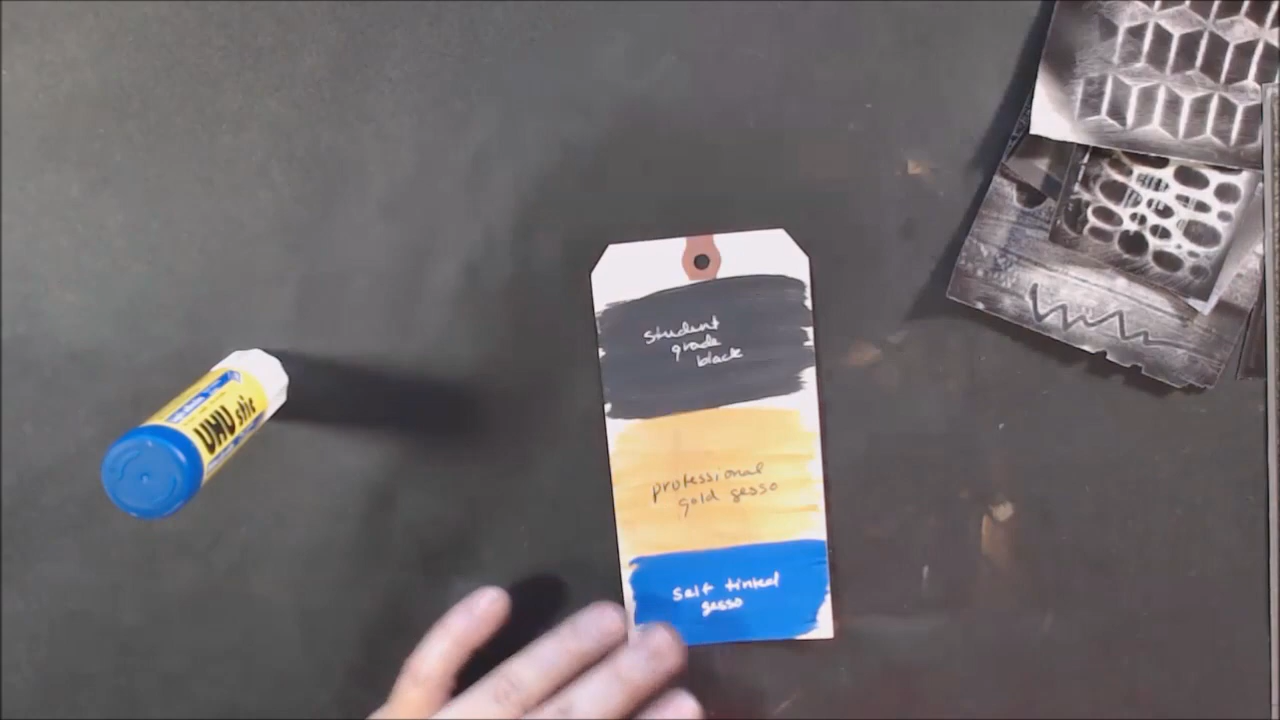 student
grade
black
professional
gold gesso
self tinted
gesso
UHU stic